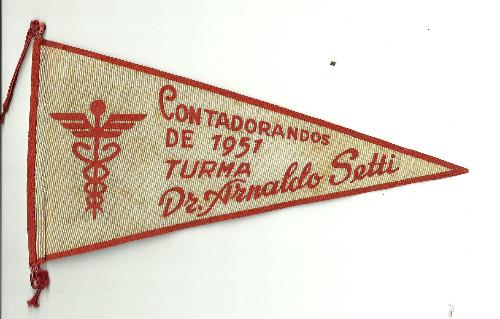 CONTADORANDOS
DE 1951
TURMA
Dr. Arnaldo Setti